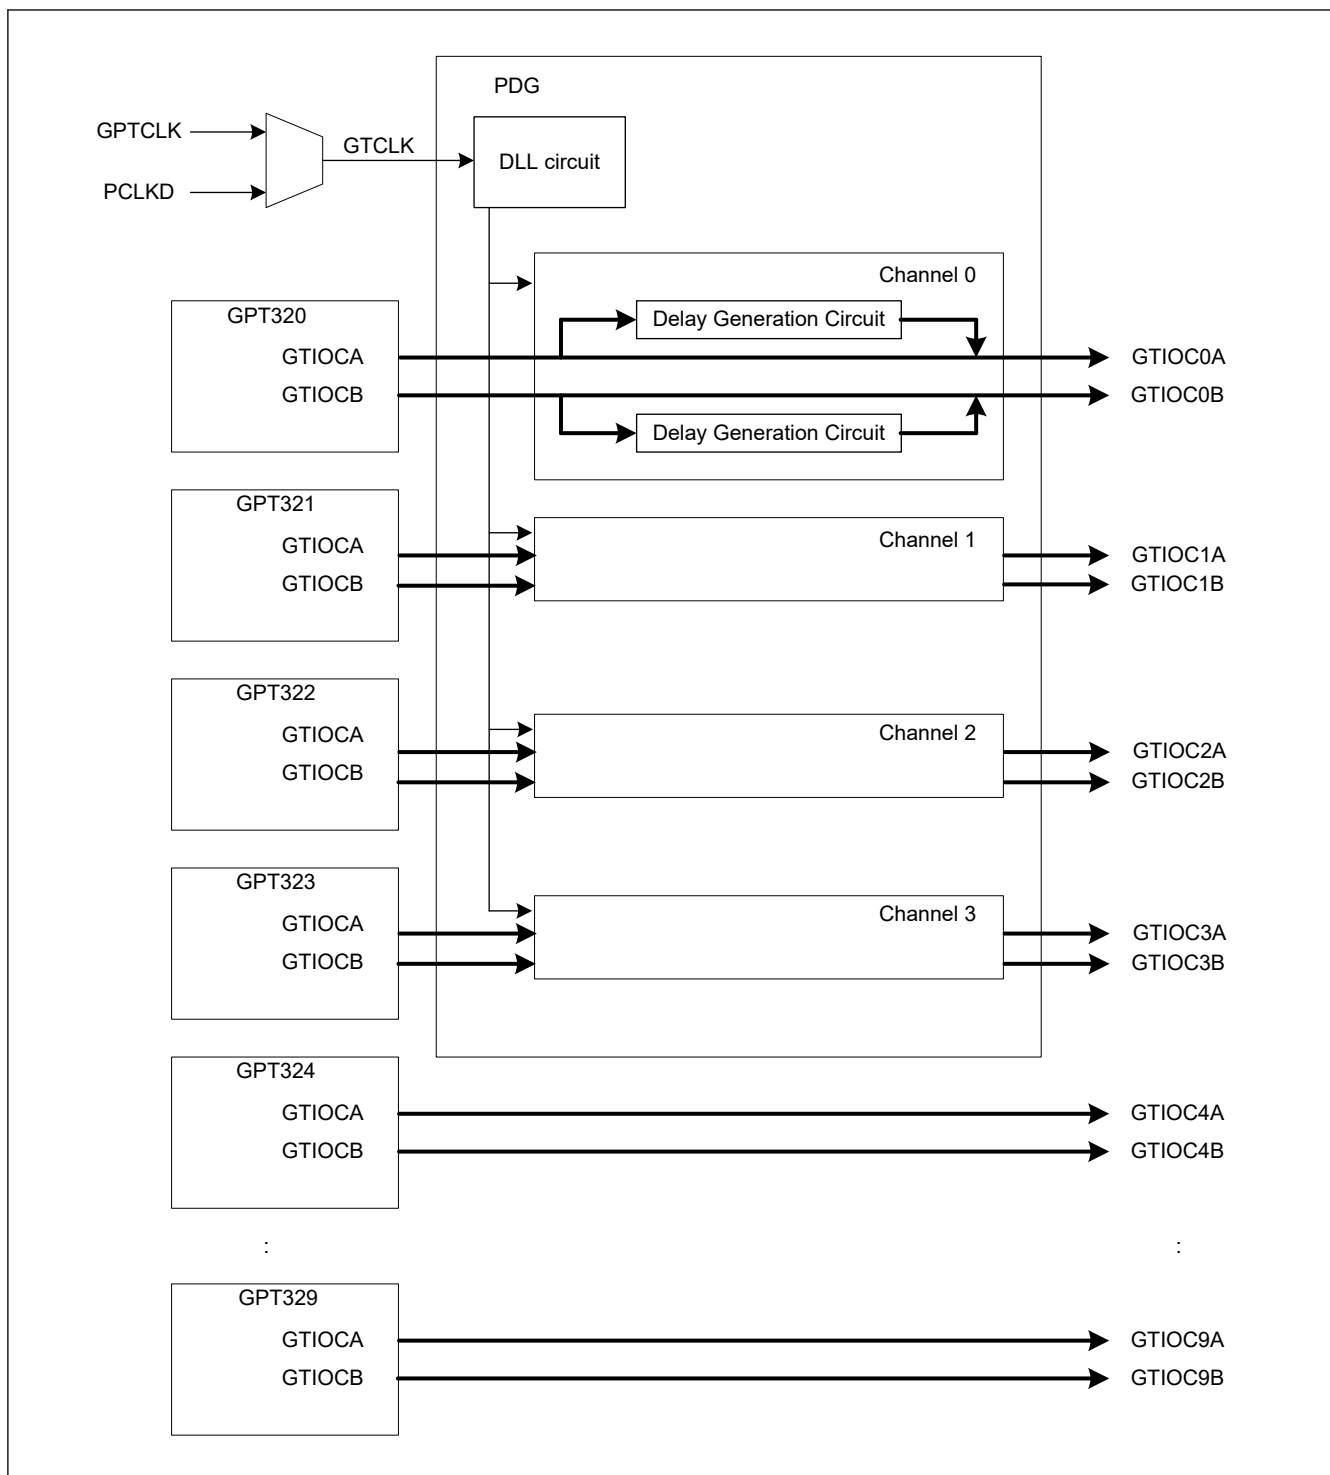 PDG
GPTCLK
GTCLK
DLL circuit
PCLKD
Channel 0
GPT320
Delay Generation Circuit
GTIOCA
GTIOC0A
GTIOCB
GTIOC0B
Delay Generation Circuit
GPT321
Channel 1
GTIOCA
GTIOC1A
GTIOCB
GTIOC1B
GPT322
Channel 2
GTIOCA
GTIOC2A
GTIOCB
GTIOC2B
GPT323
Channel 3
GTIOCA
GTIOC3A
GTIOCB
GTIOC3B
GPT324
GTIOCA
GTIOC4A
GTIOCB
GTIOC4B
:
:
GPT329
GTIOCA
GTIOC9A
GTIOCB
GTIOC9B